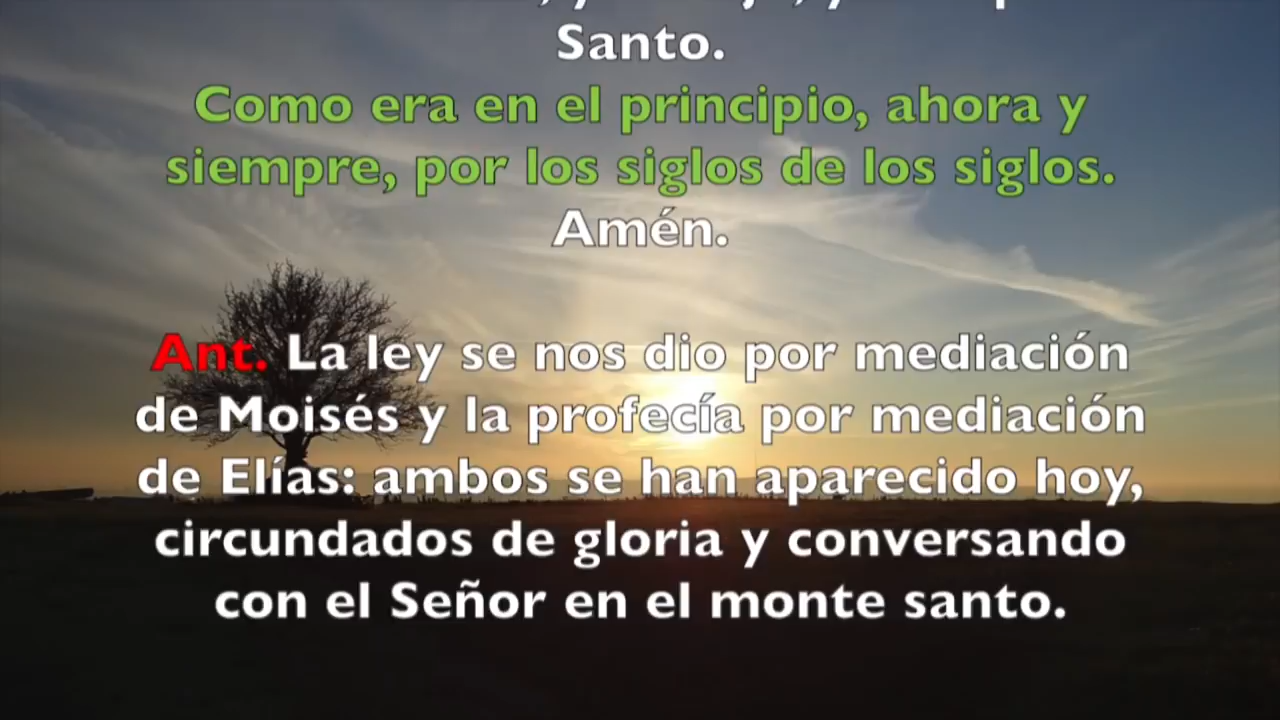 Santo.
Como era en el principio, ahora y
siempre, por los siglos de los siglos.
Amén.
Ant. La ley se nos dio por mediación
de Moisés y la profecía por mediación
de Elías: ambos se han aparecido hoy,
circundados de gloria y conversando
con el Señor en el monte santo.